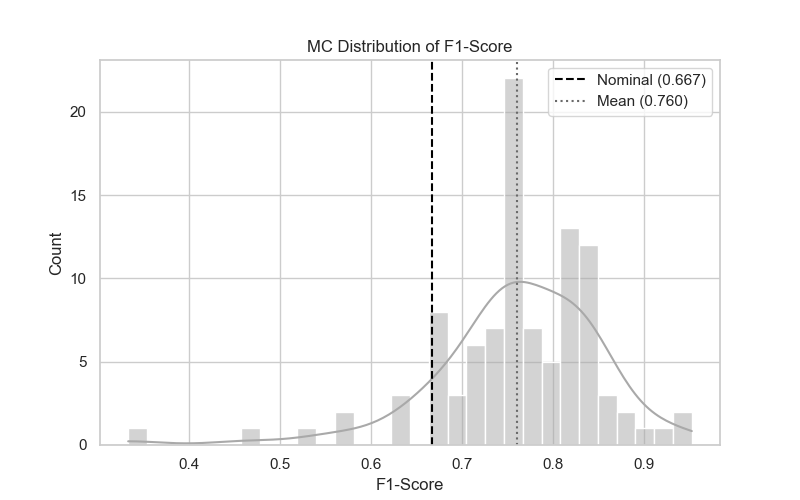 MC Distribution of F1-Score
Nominal (0.667)
Mean (0.760)
Count
20
15
10
5
0
0.4 0.5 0.6 0.7 0.8 0.9
F1-Score